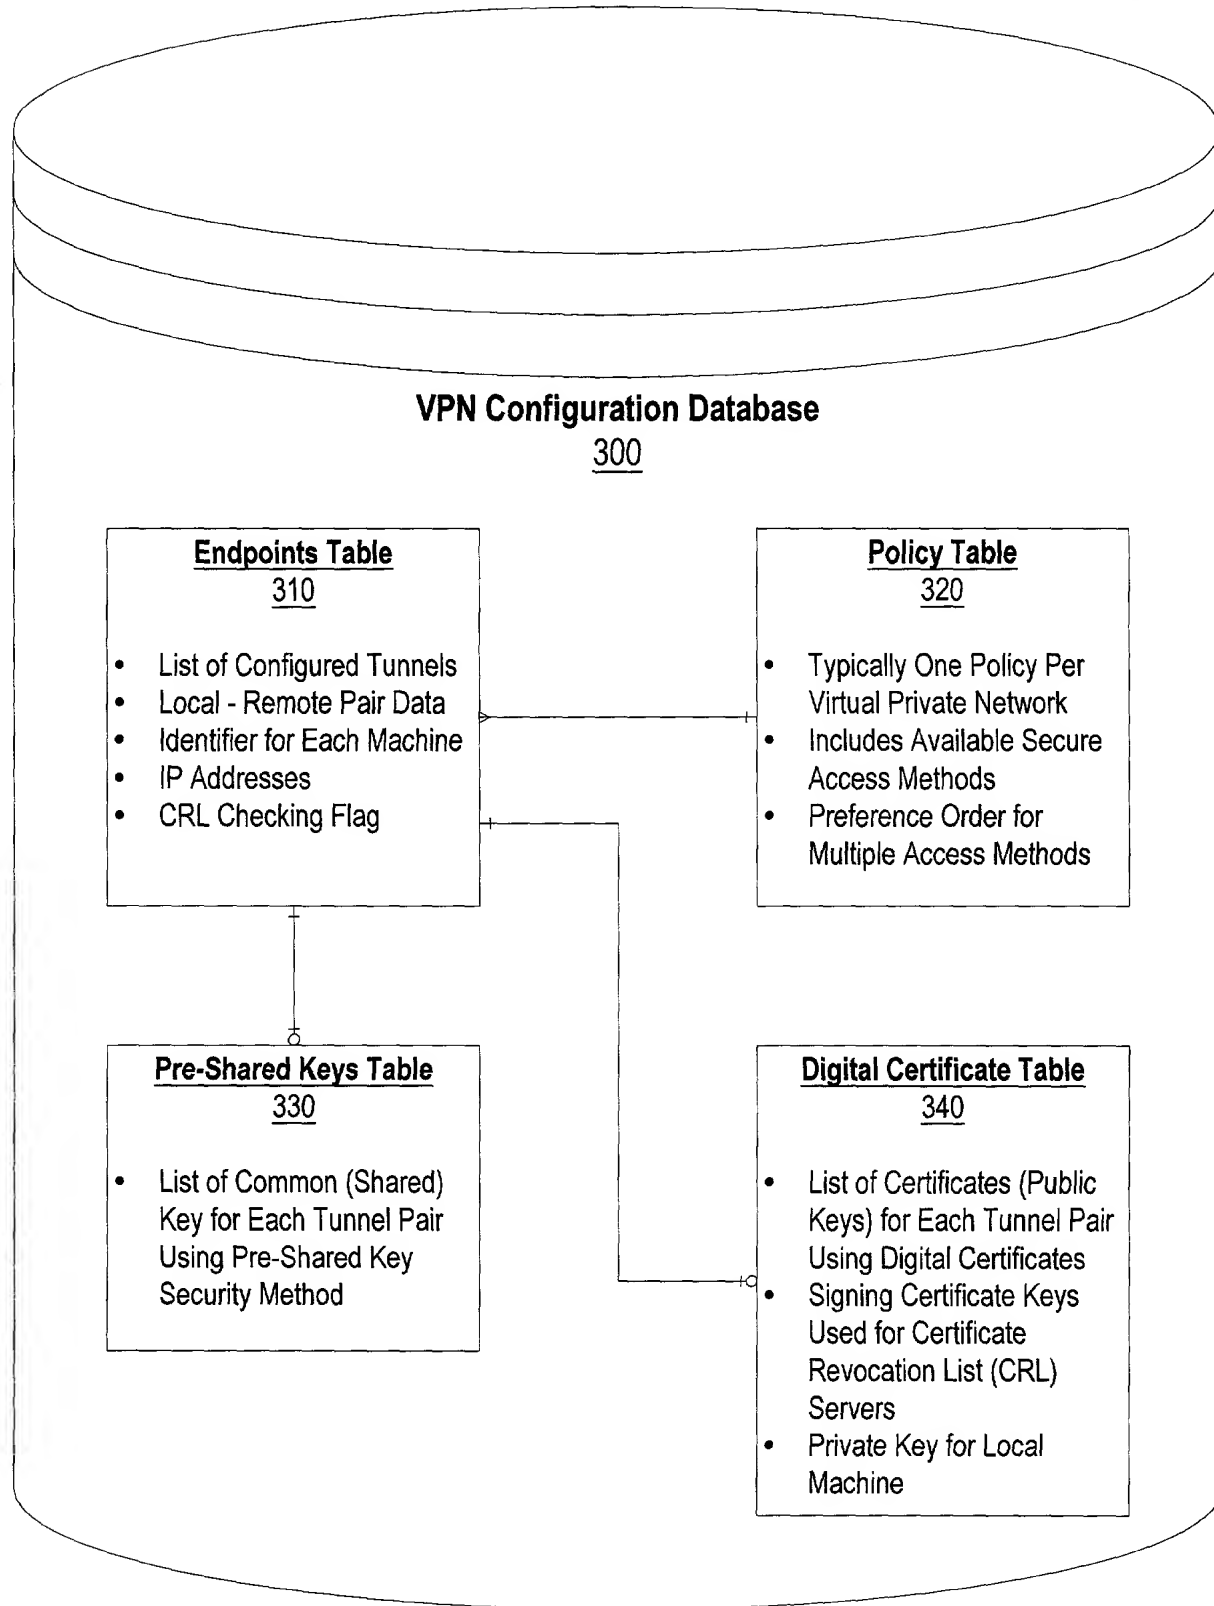 VPN Configuration Database
300
Endpoints Table
310
• List of Configured Tunnels
• Local - Remote Pair Data
• Identifier for Each Machine
• IP Addresses
• CRL Checking Flag
Policy Table
320
• Typically One Policy Per
Virtual Private Network
• Includes Available Secure
Access Methods
• Preference Order for
Multiple Access Methods
Pre-Shared Keys Table
330
• List of Common (Shared)
Key for Each Tunnel Pair
Using Pre-Shared Key
Security Method
Digital Certificate Table
340
• List of Certificates (Public
Keys) for Each Tunnel Pair
Using Digital Certificates
• Signing Certificate Keys
Used for Certificate
Revocation List (CRL)
Servers
• Private Key for Local
Machine